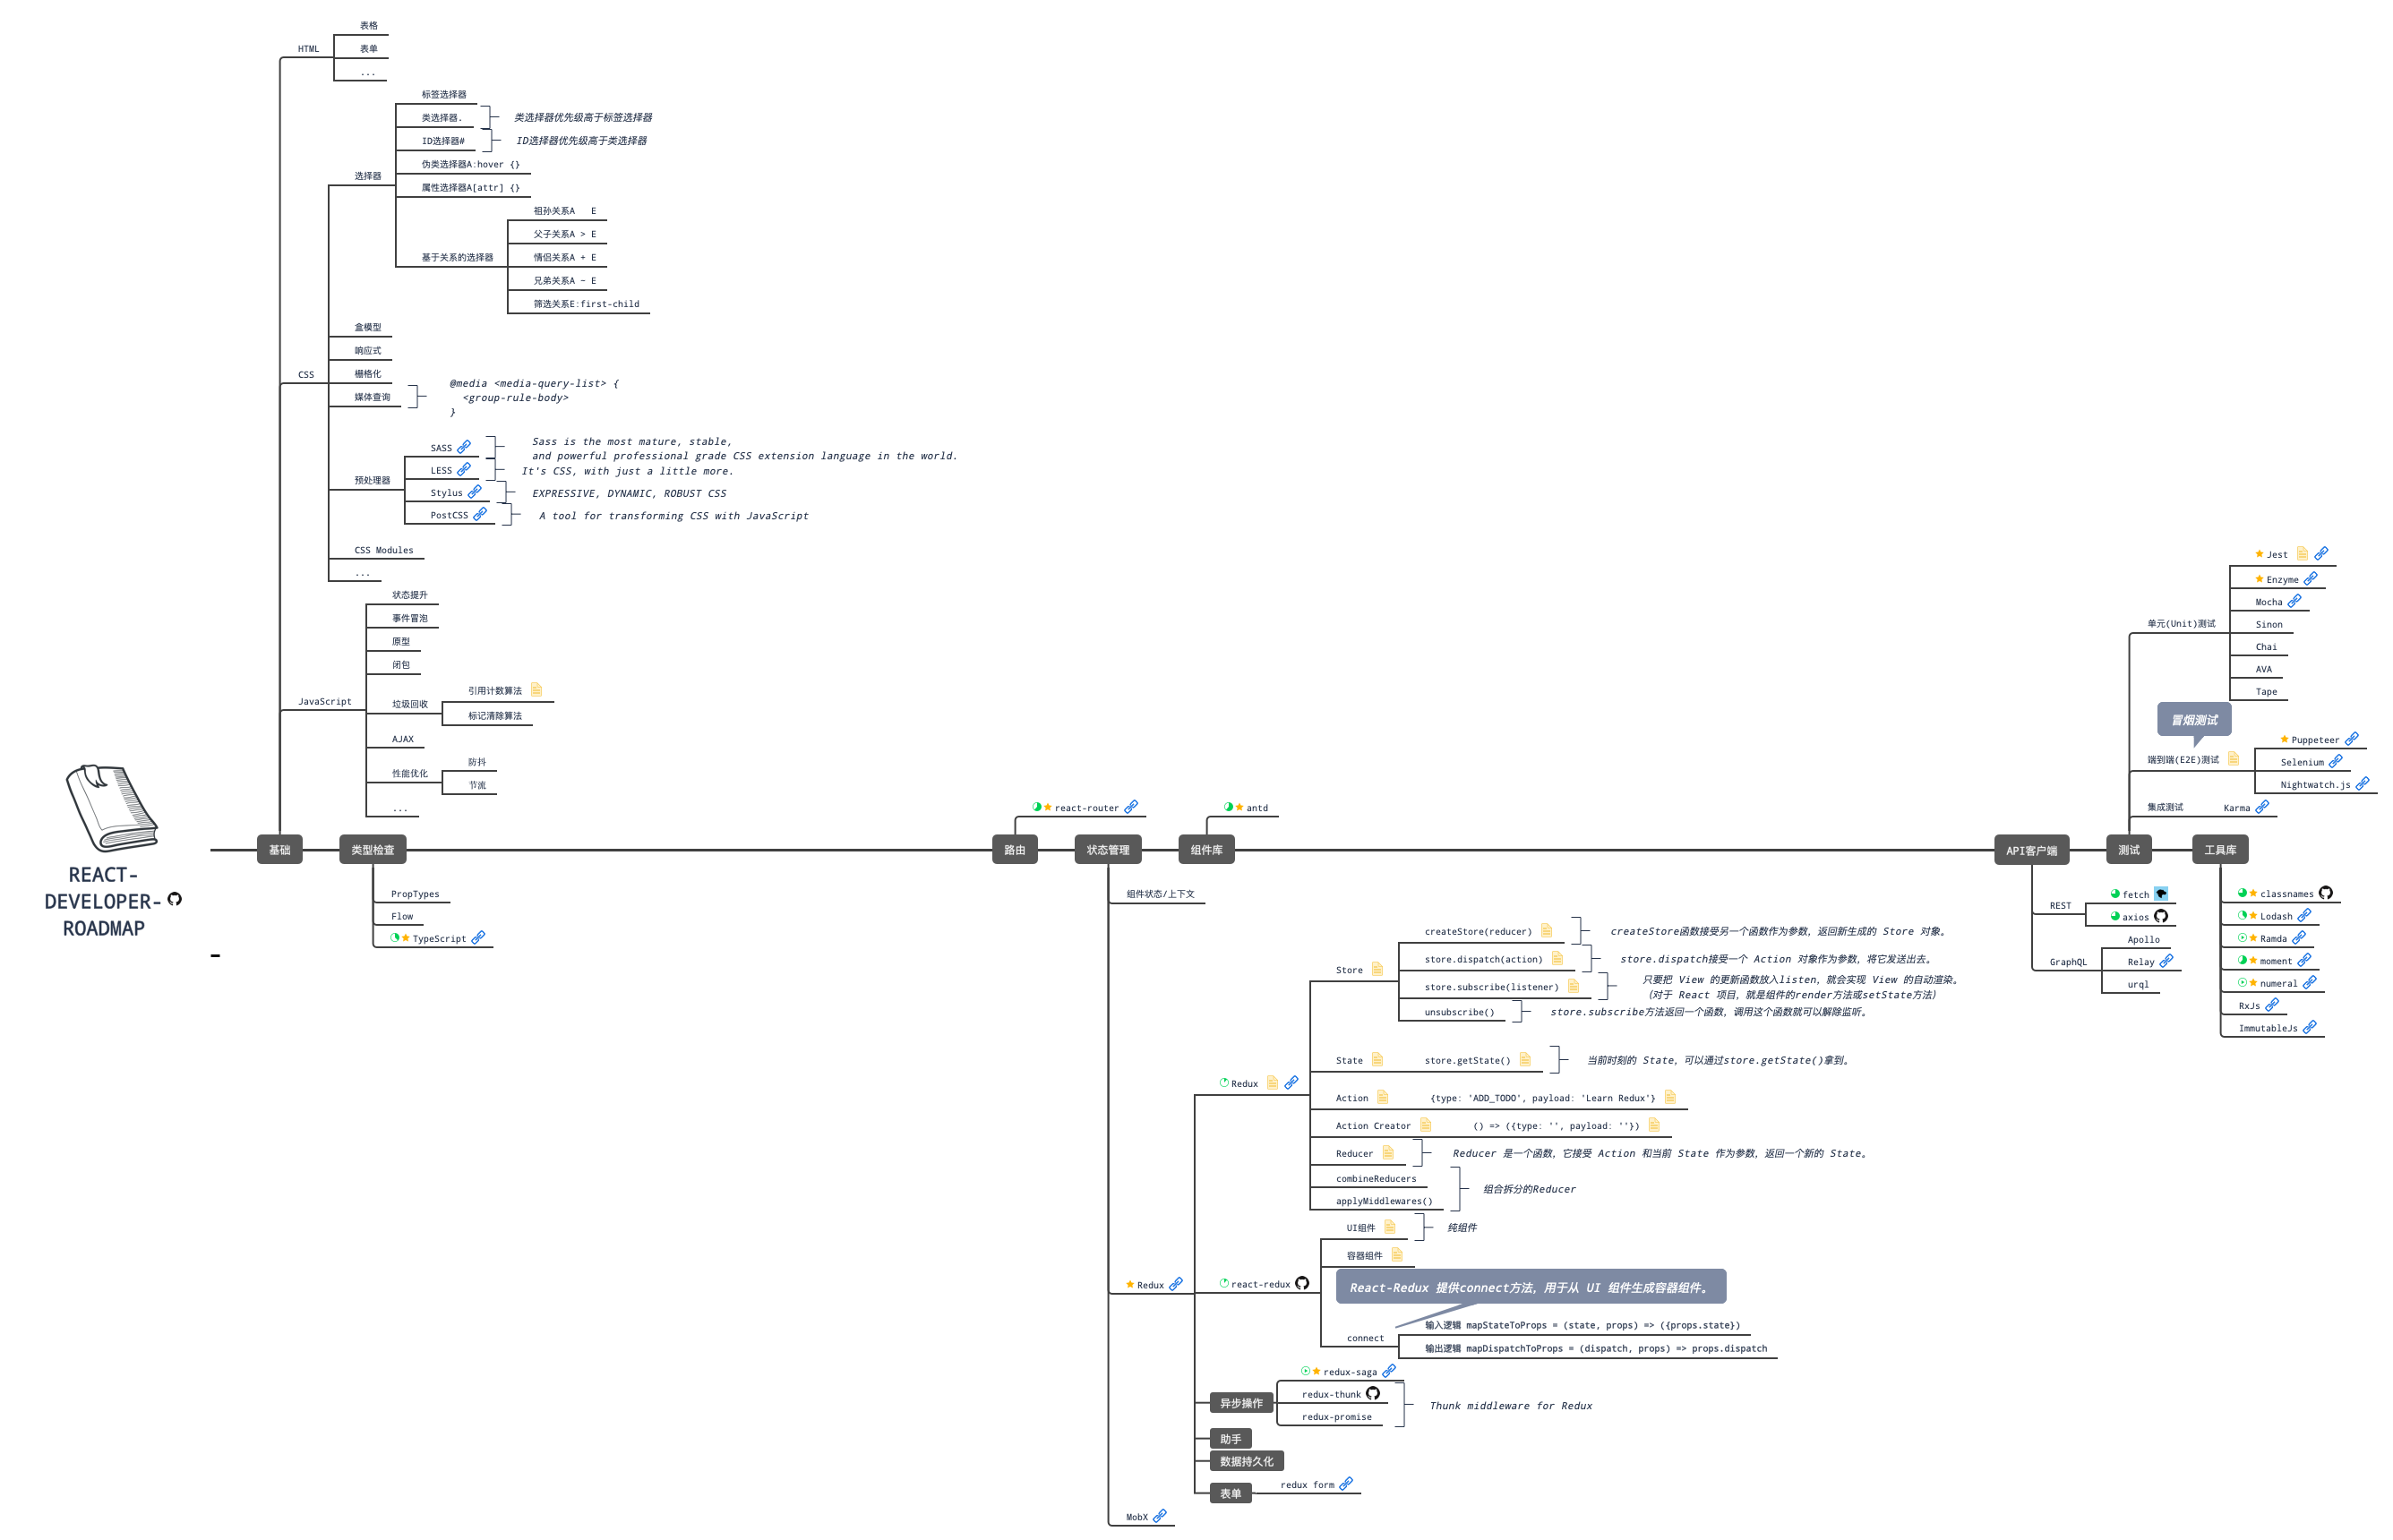 REACT-
DEVELOPER-
ROADMAP
基础
HTML
表格
表单
...
CSS
选择器
标签选择器
类选择器.
类选择器优先级高于标签选择器
ID选择器#
ID选择器优先级高于类选择器
伪类选择器A:hover {}
属性选择器A[attr] {}
基于关系的选择器
祖孙关系A   E
父子关系A > E
情侣关系A + E
兄弟关系A ~ E
筛选关系E:first-child
盒模型
响应式
栅格化
媒体查询
@media <media-query-list> {
<group-rule-body>
}
预处理器
SASS
Sass is the most mature, stable,
and powerful professional grade CSS extension language in the world.
LESS
It's CSS, with just a little more.
Stylus
EXPRESSIVE, DYNAMIC, ROBUST CSS
PostCSS
A tool for transforming CSS with JavaScript
CSS Modules
...
JavaScript
状态提升
事件冒泡
原型
闭包
垃圾回收
引用计数算法
标记清除算法
AJAX
性能优化
防抖
节流
...
类型检查
PropTypes
Flow
TypeScript
路由
react-router
状态管理
组件状态/上下文
Redux
Redux
Store
createStore(reducer)
createStore函数接受另一个函数作为参数，返回新生成的 Store 对象。
store.dispatch(action)
store.dispatch接受一个 Action 对象作为参数，将它发送出去。
store.subscribe(listener)
只要把 View 的更新函数放入listen，就会实现 View 的自动渲染。
（对于 React 项目，就是组件的render方法或setState方法）
unsubscribe()
store.subscribe方法返回一个函数，调用这个函数就可以解除监听。
State
store.getState()
当前时刻的 State，可以通过store.getState()拿到。
Action
{type: 'ADD_TODO', payload: 'Learn Redux'}
Action Creator
() => ({type: '', payload: ''})
Reducer
Reducer 是一个函数，它接受 Action 和当前 State 作为参数，返回一个新的 State。
combineReducers
applyMiddlewares()
组合拆分的Reducer
react-redux
UI组件
纯组件
容器组件
React-Redux 提供connect方法，用于从 UI 组件生成容器组件。
connect
输入逻辑 mapStateToProps = (state, props) => ({props.state})
输出逻辑 mapDispatchToProps = (dispatch, props) => props.dispatch
异步操作
redux-saga
redux-thunk
redux-promise
Thunk middleware for Redux
助手
数据持久化
表单
redux form
MobX
组件库
antd
API客户端
REST
fetch
axios
GraphQL
Apollo
Relay
urql
测试
单元(Unit)测试
Jest
Enzyme
Mocha
Sinon
Chai
AVA
Tape
冒烟测试
端到端(E2E)测试
Puppeteer
Selenium
Nightwatch.js
集成测试
Karma
工具库
classnames
Lodash
Ramda
moment
numeral
RxJs
ImmutableJs